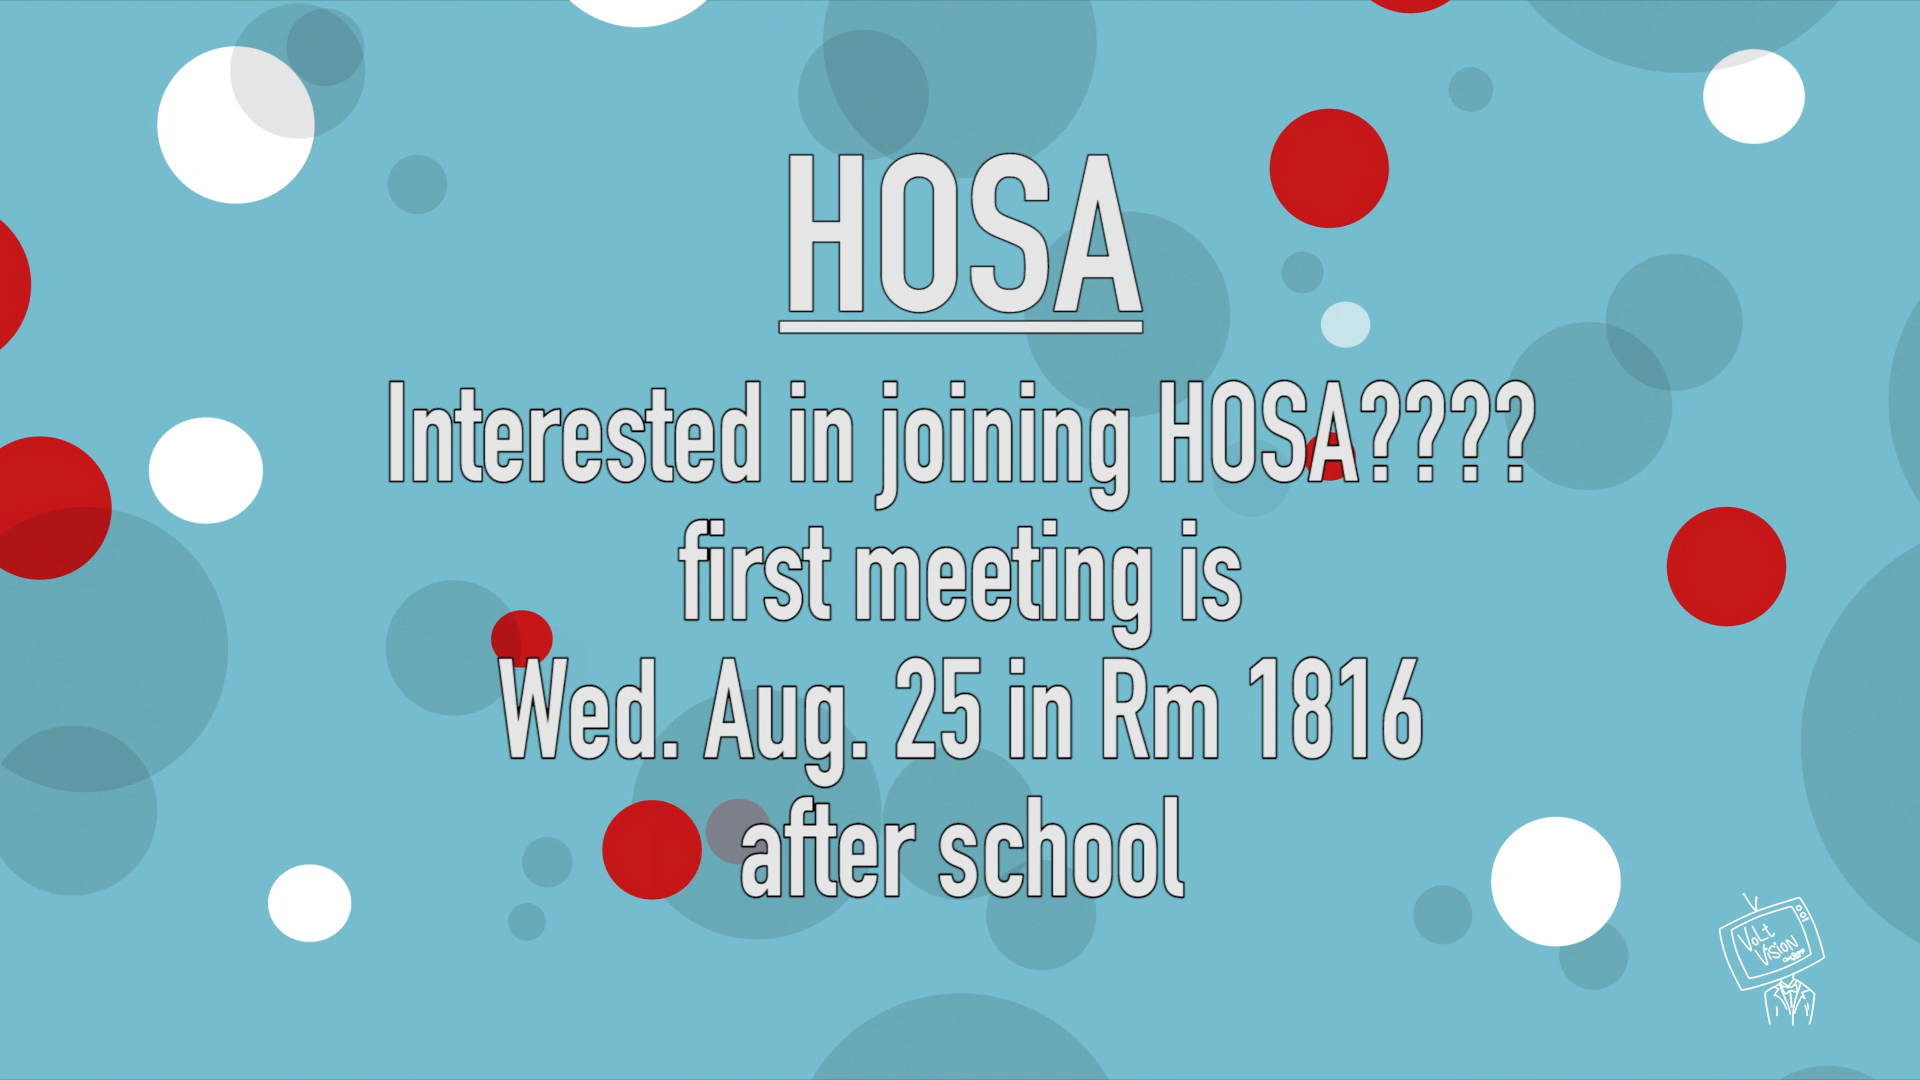 HOSA
Interested in joining HOSA????
first meeting is
Wed. Aug. 25 in Rm 1816
after school
VoLt
VisioN